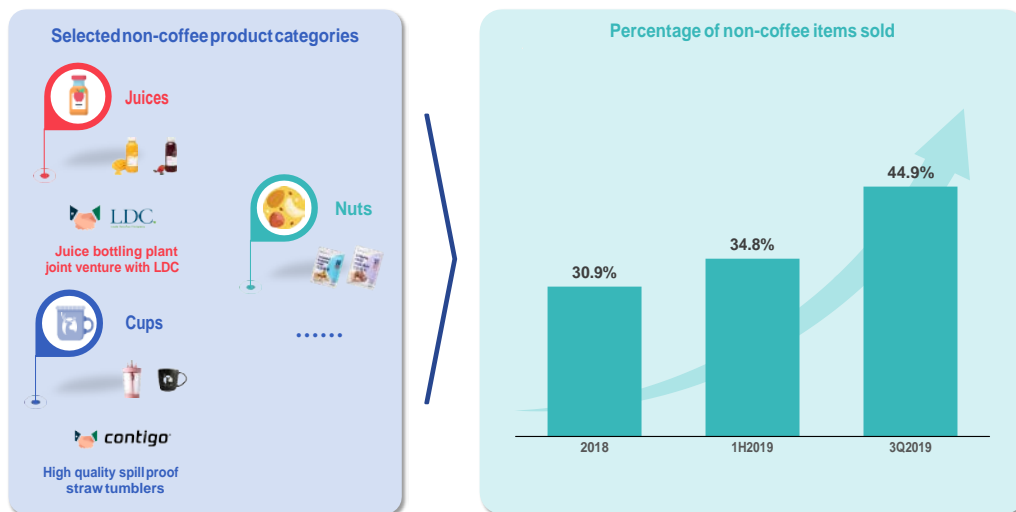 Selected non-coffee product categories
Juices
LDC.
Juice bottling plant
joint venture with LDC
Nuts
Cups
......
contigo
High quality spill proof
straw tumblers
Percentage of non-coffee items sold
30.9%
34.8%
44.9%
2018
1H2019
3Q2019